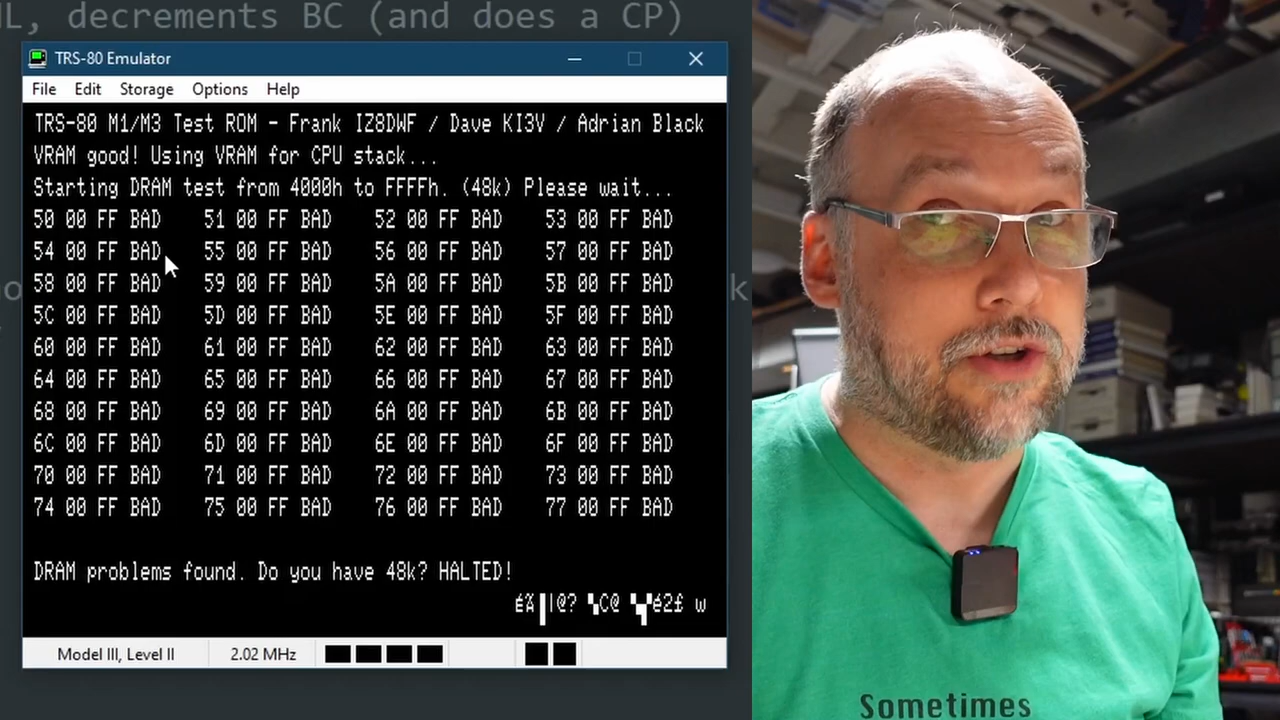 L, decrements BC (and does a CP)
TRS-80 Emulator
File Edit Storage Options Help
TRS-80 M1/M3 Test ROM - Frank IZ8DWF / Dave KI3V / Adrian Black
VRAM good! Using VRAM for CPU stack...
Starting DRAM test from 4000h to FFFFh. (48k) Please wait...
50 00 FF BAD 51 00 FF BAD 52 00 FF BAD 53 00 FF BAD
54 00 FF BAD 55 00 FF BAD 56 00 FF BAD 57 00 FF BAD
58 00 FF BAD 59 00 FF BAD 5A 00 FF BAD 5B 00 FF BAD
5C 00 FF BAD 5D 00 FF BAD 5E 00 FF BAD 5F 00 FF BAD
60 00 FF BAD 61 00 FF BAD 62 00 FF BAD 63 00 FF BAD
64 00 FF BAD 65 00 FF BAD 66 00 FF BAD 67 00 FF BAD
68 00 FF BAD 69 00 FF BAD 6A 00 FF BAD 6B 00 FF BAD
6C 00 FF BAD 6D 00 FF BAD 6E 00 FF BAD 6F 00 FF BAD
70 00 FF BAD 71 00 FF BAD 72 00 FF BAD 73 00 FF BAD
74 00 FF BAD 75 00 FF BAD 76 00 FF BAD 77 00 FF BAD
DRAM problems found. Do you have 48k? HALTED!
Model III, Level II 2.02 MHz
Sometimes